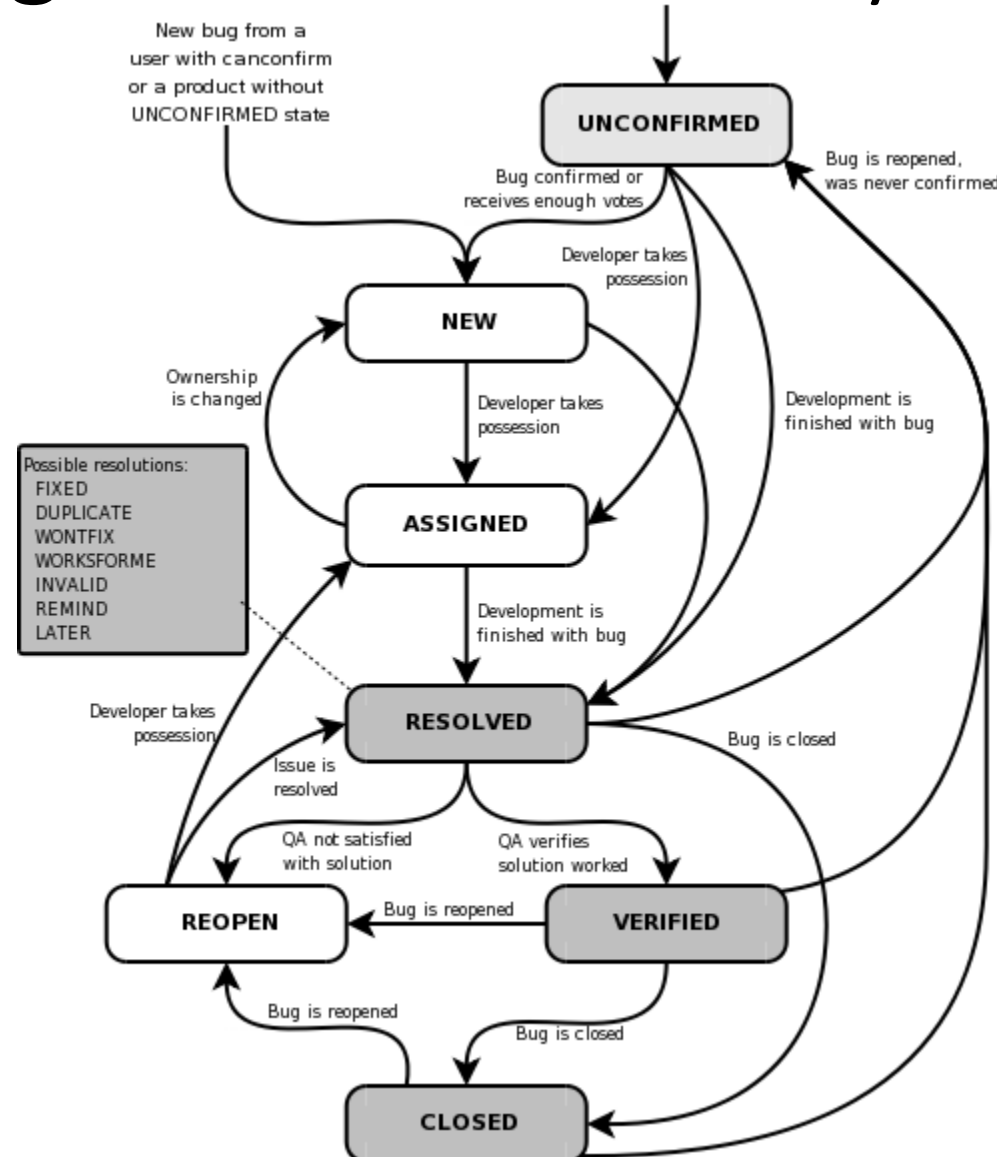 New bug from a
user with canconfirm
or a product without
UNCONFIRMED state
UNCONFIRMED
Bug is reopened,
was never confirmed
Bug confirmed or
receives enough votes
Developer takes
possession
NEW
Ownership
is changed
Developer takes
possession
Development is
finished with bug
Possible resolutions:
FIXED
DUPLICATE
WONTFIX
WORKSFORME
INVALID
REMIND
LATER
ASSIGNED
Development is
finished with bug
Developer takes
possession
RESOLVED
Bug is closed
Issue is
resolved
QA not satisfied
with solution
QA verifies
solution worked
REOPEN
Bug is reopened
VERIFIED
Bug is reopened
Bug is closed
CLOSED